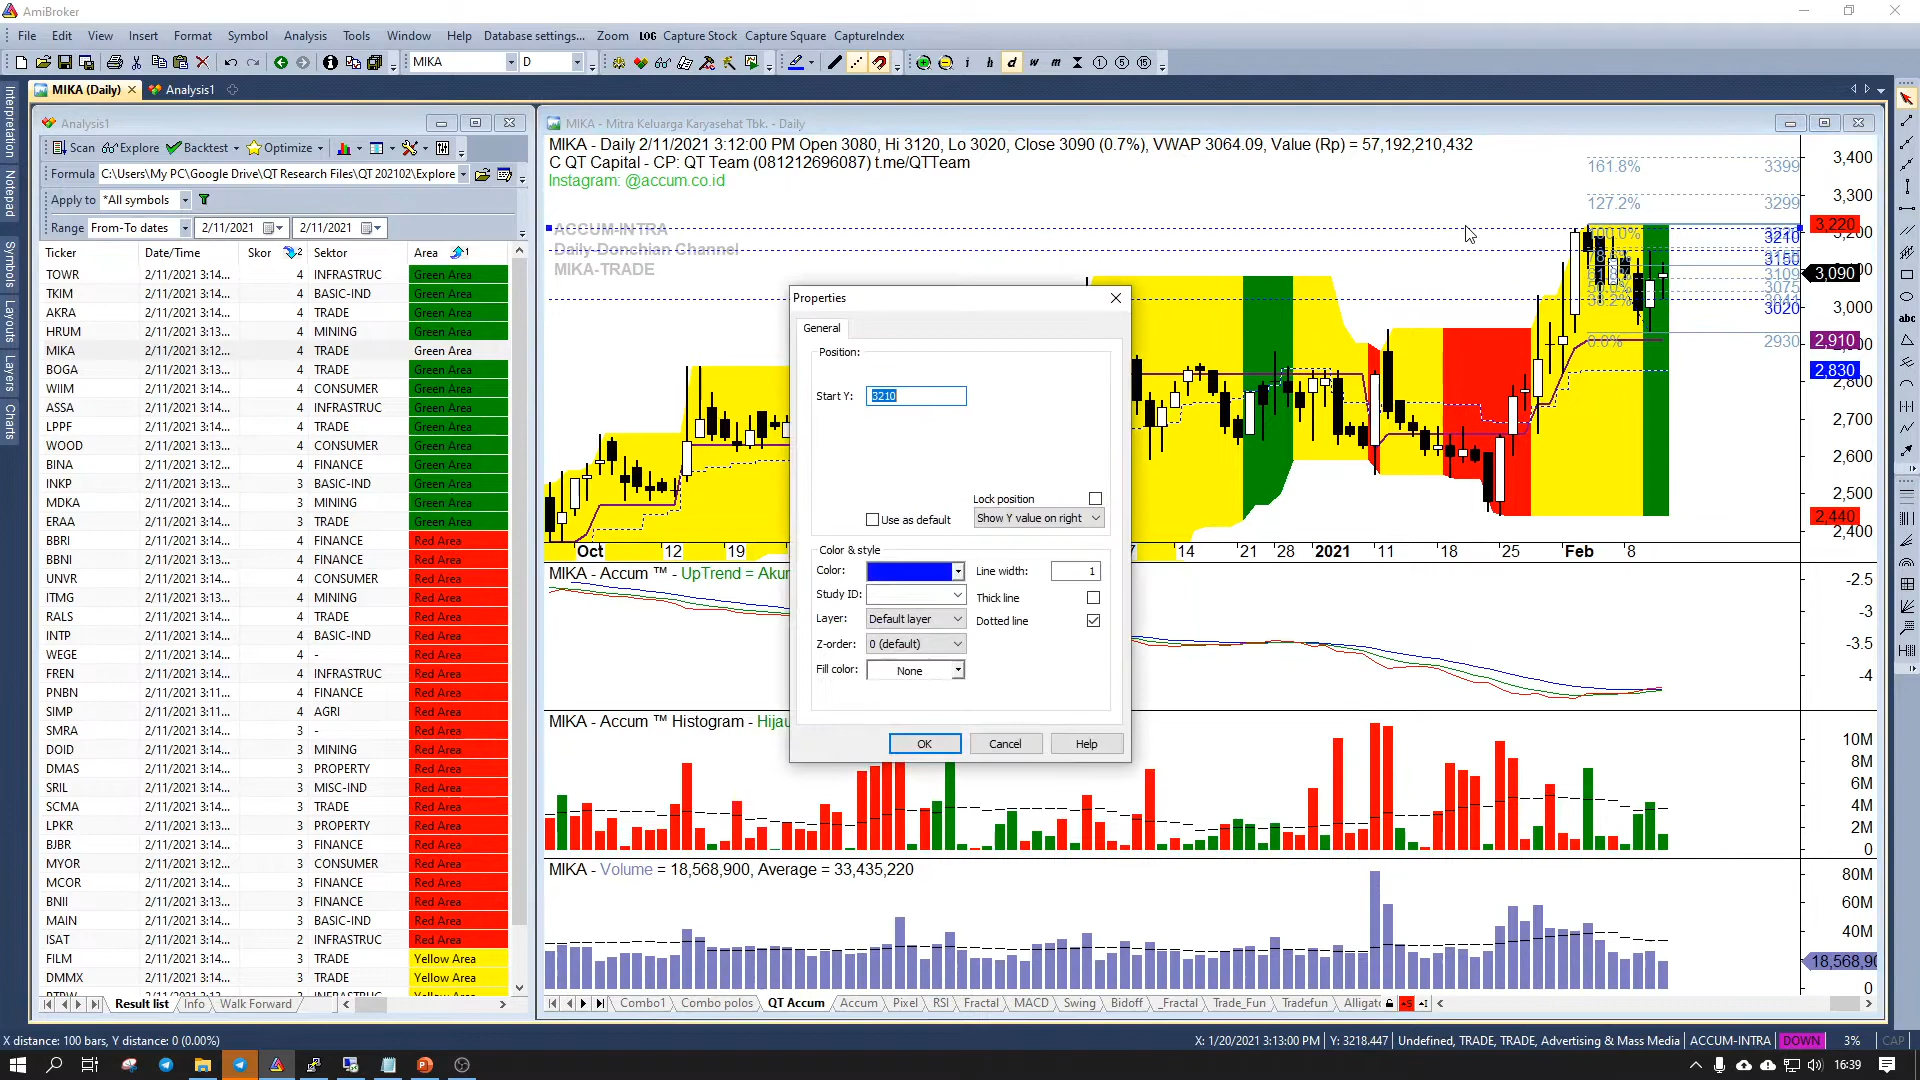 AmiBroker
File Edit View Insert Format Symbol Analysis Tools Window Help Database settings... Zoom LOG Capture Stock Capture Square CaptureIndex
MIKA D i h d w m
MIKA (Daily) Analysis1
Interpretation
Notepad
Symbols
Layouts
Layers
Charts
Analysis1
Scan Explore Backtest Optimize
Formula C:\Users\My PC\Google Drive\QT Research Files\QT 202102\Explore
Apply to *All symbols
Range From-To dates 2/11/2021 2/11/2021
Ticker Date/Time Skor 2 Sektor Area 1
TOWR 2/11/2021 3:14... 4 INFRASTRUC Green Area
TKIM 2/11/2021 3:14... 4 BASIC-IND Green Area
AKRA 2/11/2021 3:14... 4 TRADE Green Area
HRUM 2/11/2021 3:13... 4 MINING Green Area
MIKA 2/11/2021 3:12... 4 TRADE Green Area
BOGA 2/11/2021 3:14... 4 TRADE Green Area
WIIM 2/11/2021 3:14... 4 CONSUMER Green Area
ASSA 2/11/2021 3:14... 4 INFRASTRUC Green Area
LPPF 2/11/2021 3:14... 4 TRADE Green Area
WOOD 2/11/2021 3:13... 4 CONSUMER Green Area
BINA 2/11/2021 3:12... 4 FINANCE Green Area
INKP 2/11/2021 3:13... 3 BASIC-IND Green Area
MDKA 2/11/2021 3:14... 3 MINING Green Area
ERAA 2/11/2021 3:14... 3 TRADE Green Area
BBRI 2/11/2021 3:14... 4 FINANCE Red Area
BBNI 2/11/2021 3:14... 4 FINANCE Red Area
UNVR 2/11/2021 3:14... 4 CONSUMER Red Area
ITMG 2/11/2021 3:14... 4 MINING Red Area
RALS 2/11/2021 3:14... 4 TRADE Red Area
INTP 2/11/2021 3:14... 4 BASIC-IND Red Area
WEGE 2/11/2021 3:14... 4 - Red Area
FREN 2/11/2021 3:14... 4 INFRASTRUC Red Area
PNBN 2/11/2021 3:11... 4 FINANCE Red Area
SIMP 2/11/2021 3:11... 4 AGRI Red Area
SMRA 2/11/2021 3:14... 3 - Red Area
DOID 2/11/2021 3:14... 3 MINING Red Area
DMAS 2/11/2021 3:14... 3 PROPERTY Red Area
SRIL 2/11/2021 3:14... 3 MISC-IND Red Area
SCMA 2/11/2021 3:14... 3 TRADE Red Area
LPKR 2/11/2021 3:13... 3 PROPERTY Red Area
BJBR 2/11/2021 3:14... 3 FINANCE Red Area
MYOR 2/11/2021 3:12... 3 CONSUMER Red Area
MCOR 2/11/2021 3:14... 3 FINANCE Red Area
BNII 2/11/2021 3:13... 3 FINANCE Red Area
MAIN 2/11/2021 3:14... 3 BASIC-IND Red Area
ISAT 2/11/2021 3:14... 2 INFRASTRUC Red Area
FILM 2/11/2021 3:14... 3 TRADE Yellow Area
DMMX 2/11/2021 3:14... 3 TRADE Yellow Area
Result list Info Walk Forward
MIKA - Mitra Keluarga Karyasehat Tbk. - Daily
MIKA - Daily 2/11/2021 3:12:00 PM Open 3080, Hi 3120, Lo 3020, Close 3090 (0.7%), VWAP 3064.09, Value (Rp) = 57,192,210,432
C QT Capital - CP: QT Team (081212696087) t.me/QTTeam
Instagram: @accum.co.id
ACCUM-INTRA
Daily-Donchian Channel
MIKA-TRADE
161.8% 3399
127.2% 3299
3210
3150
3109
3075
38.2%
3020
0.0% 2930
3,400
3,300
3,220
3,090
3,000
2,910
2,830
2,800
2,700
2,600
2,500
2,440
2,400
Oct 12 19 14 21 28 2021 11 18 25 Feb 8
Properties
General
Position:
Start Y: 3210
Lock position
Use as default Show Y value on right
Color & style
Color: Line width: 1
Study ID: Thick line
Layer: Default layer Dotted line
Z-order: 0 (default)
Fill color: None
OK Cancel Help
MIKA - Accum ™ - UpTrend = Akun
-2.5
-3
-3.5
-4
MIKA - Accum ™ Histogram - Hijau
10M
8M
6M
4M
2M
0
MIKA - Volume = 18,568,900, Average = 33,435,220
80M
60M
40M
18,568,90
0
Combo1 Combo polos QT Accum Accum Pixel RSI Fractal MACD Swing Bidoff _Fractal Trade_Fun Tradefun Alligato
X distance: 100 bars, Y distance: 0 (0.00%) X: 1/20/2021 3:13:00 PM Y: 3218.447 Undefined, TRADE, TRADE, Advertising & Mass Media ACCUM-INTRA DOWN 3% CAP
16:39